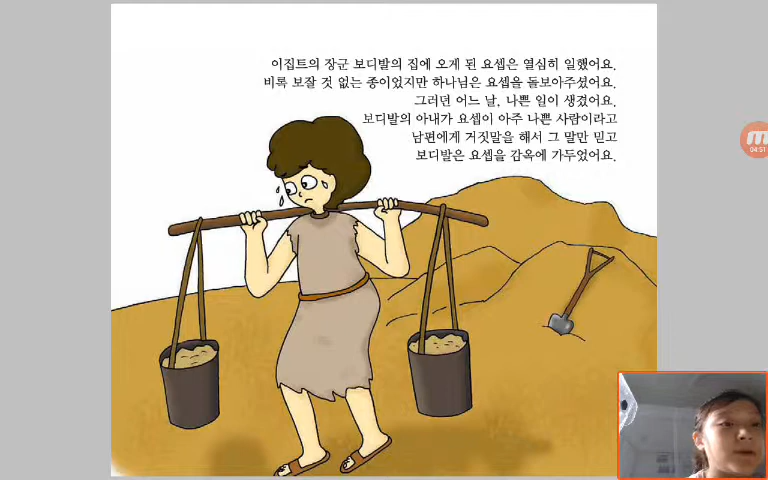 이집트의 장군 보디발의 집에 오게 된 요셉은 열심히 일했어요.
비록 보잘 것 없는 종이었지만 하나님은 요셉을 돌보아주셨어요.
그러던 어느 날, 나쁜 일이 생겼어요.
보디발의 아내가 요셉이 아주 나쁜 사람이라고
남편에게 거짓말을 해서 그 말만 믿고
보디발은 요셉을 감옥에 가두었어요.
04:51